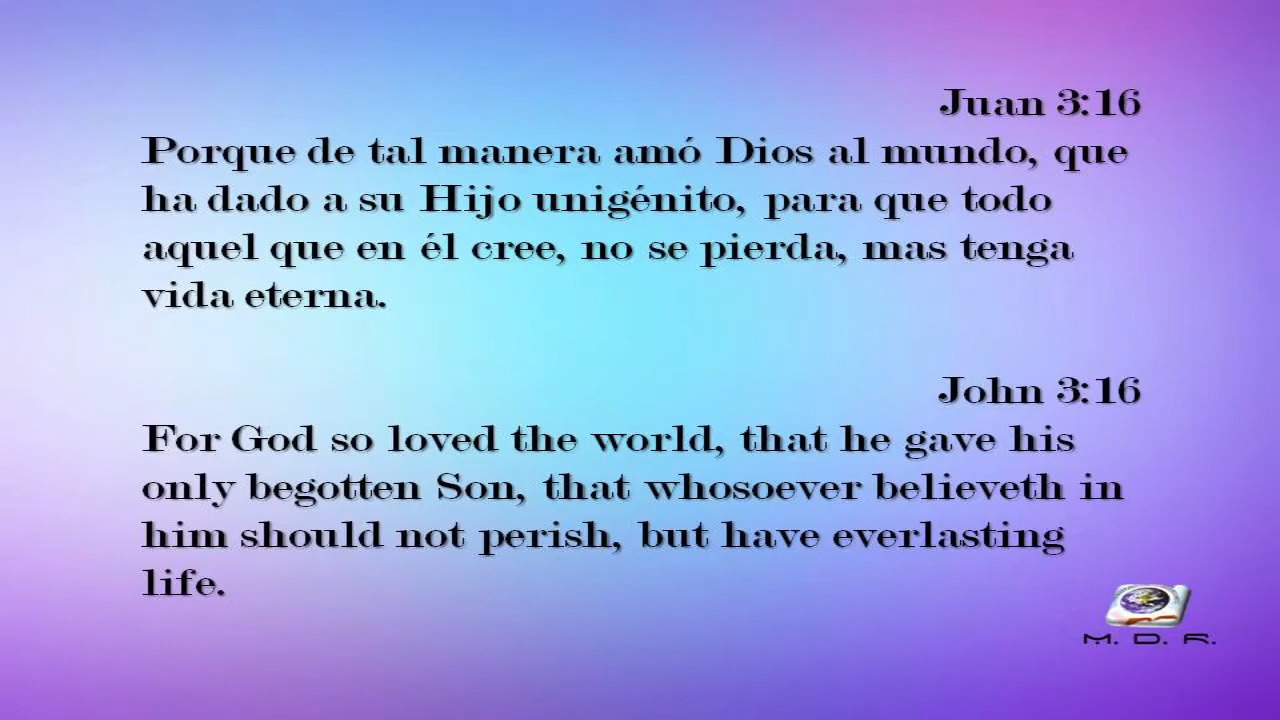 Juan 3:16
Porque de tal manera amó Dios al mundo, que
ha dado a su Hijo unigénito, para que todo
aquel que en él cree, no se pierda, mas tenga
vida eterna.
John 3:16
For God so loved the world, that he gave his
only begotten Son, that whosoever believeth in
him should not perish, but have everlasting
life.
M. D. R.